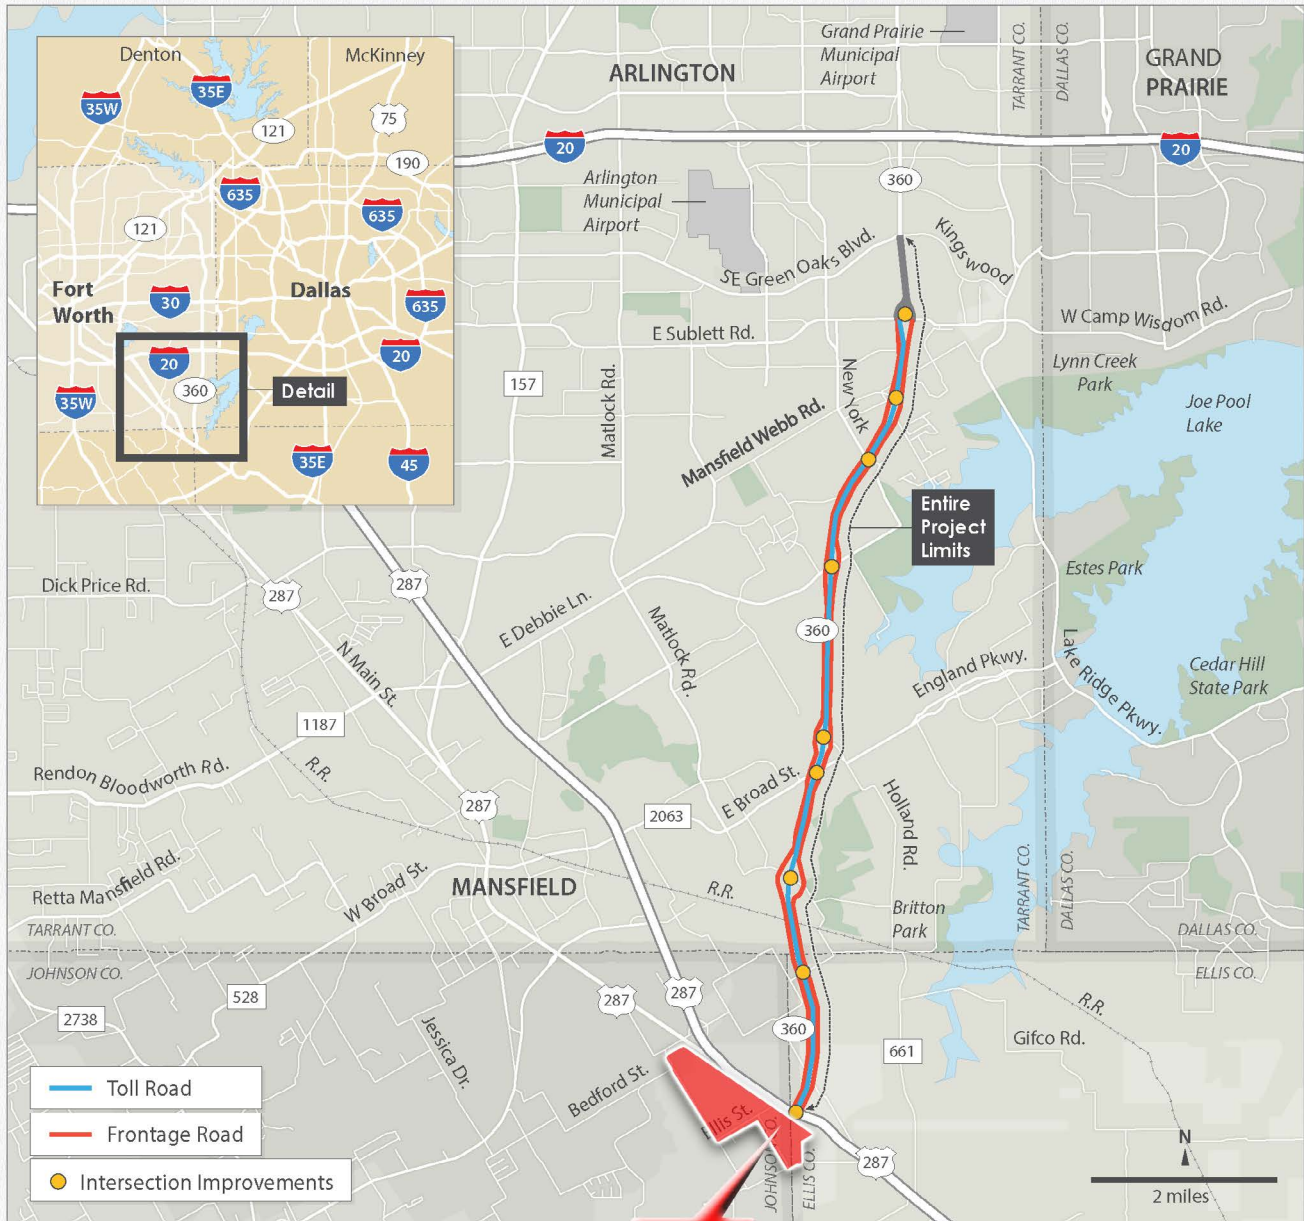 Denton
McKinney
35W
35E
121
75
190
635
635
121
Fort
Worth
30
Dallas
635
20
20
360
35W
Detail
35E
45
ARLINGTON
Grand Prairie
Municipal
Airport
TARRANT CO.
DALLAS CO.
GRAND
PRAIRIE
20
20
360
Arlington
Municipal
Airport
SE Green Oaks Blvd.
Kingswood
E Sublett Rd.
W Camp Wisdom Rd.
157
Matlock Rd.
New York
Lynn Creek
Park
Joe Pool
Lake
Mansfield Webb Rd.
Entire
Project
Limits
Dick Price Rd.
287
287
E Debbie Ln.
Matlock Rd.
360
Estes Park
N Main St.
England Pkwy.
Lake Ridge Pkwy.
Cedar Hill
State Park
1187
Rendon Bloodworth Rd.
R.R.
287
2063
E Broad St.
Holland Rd.
Retta Mansfield Rd.
W Broad St.
MANSFIELD
R.R.
Britton
Park
TARRANT CO.
DALLAS CO.
TARRANT CO.
DALLAS CO.
JOHNSON CO.
ELLIS CO.
528
2738
287
287
R.R.
360
661
Gifco Rd.
Jessica Dr.
Bedford St.
Ellis St.
JOHNSON CO.
ELLIS CO.
287
Toll Road
Frontage Road
Intersection Improvements
N
2 miles